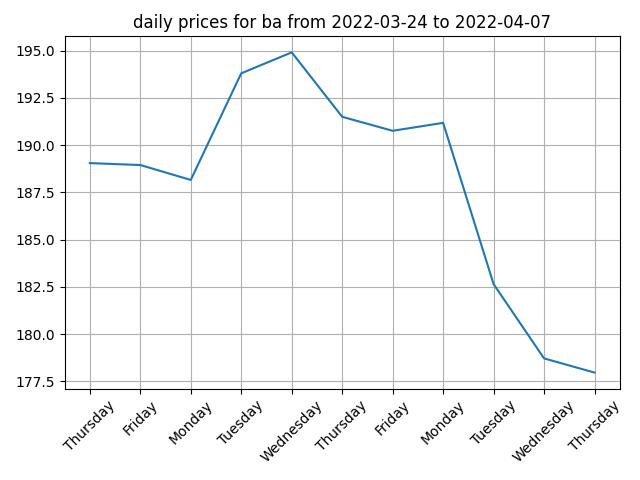 daily prices for ba from 2022-03-24 to 2022-04-07
195.0
192.5
190.0
187.5
185.0
182.5
180.0
177.5
Thursday
Friday
Monday
Tuesday
Wednesday
Thursday
Friday
Monday
Tuesday
Wednesday
Thursday